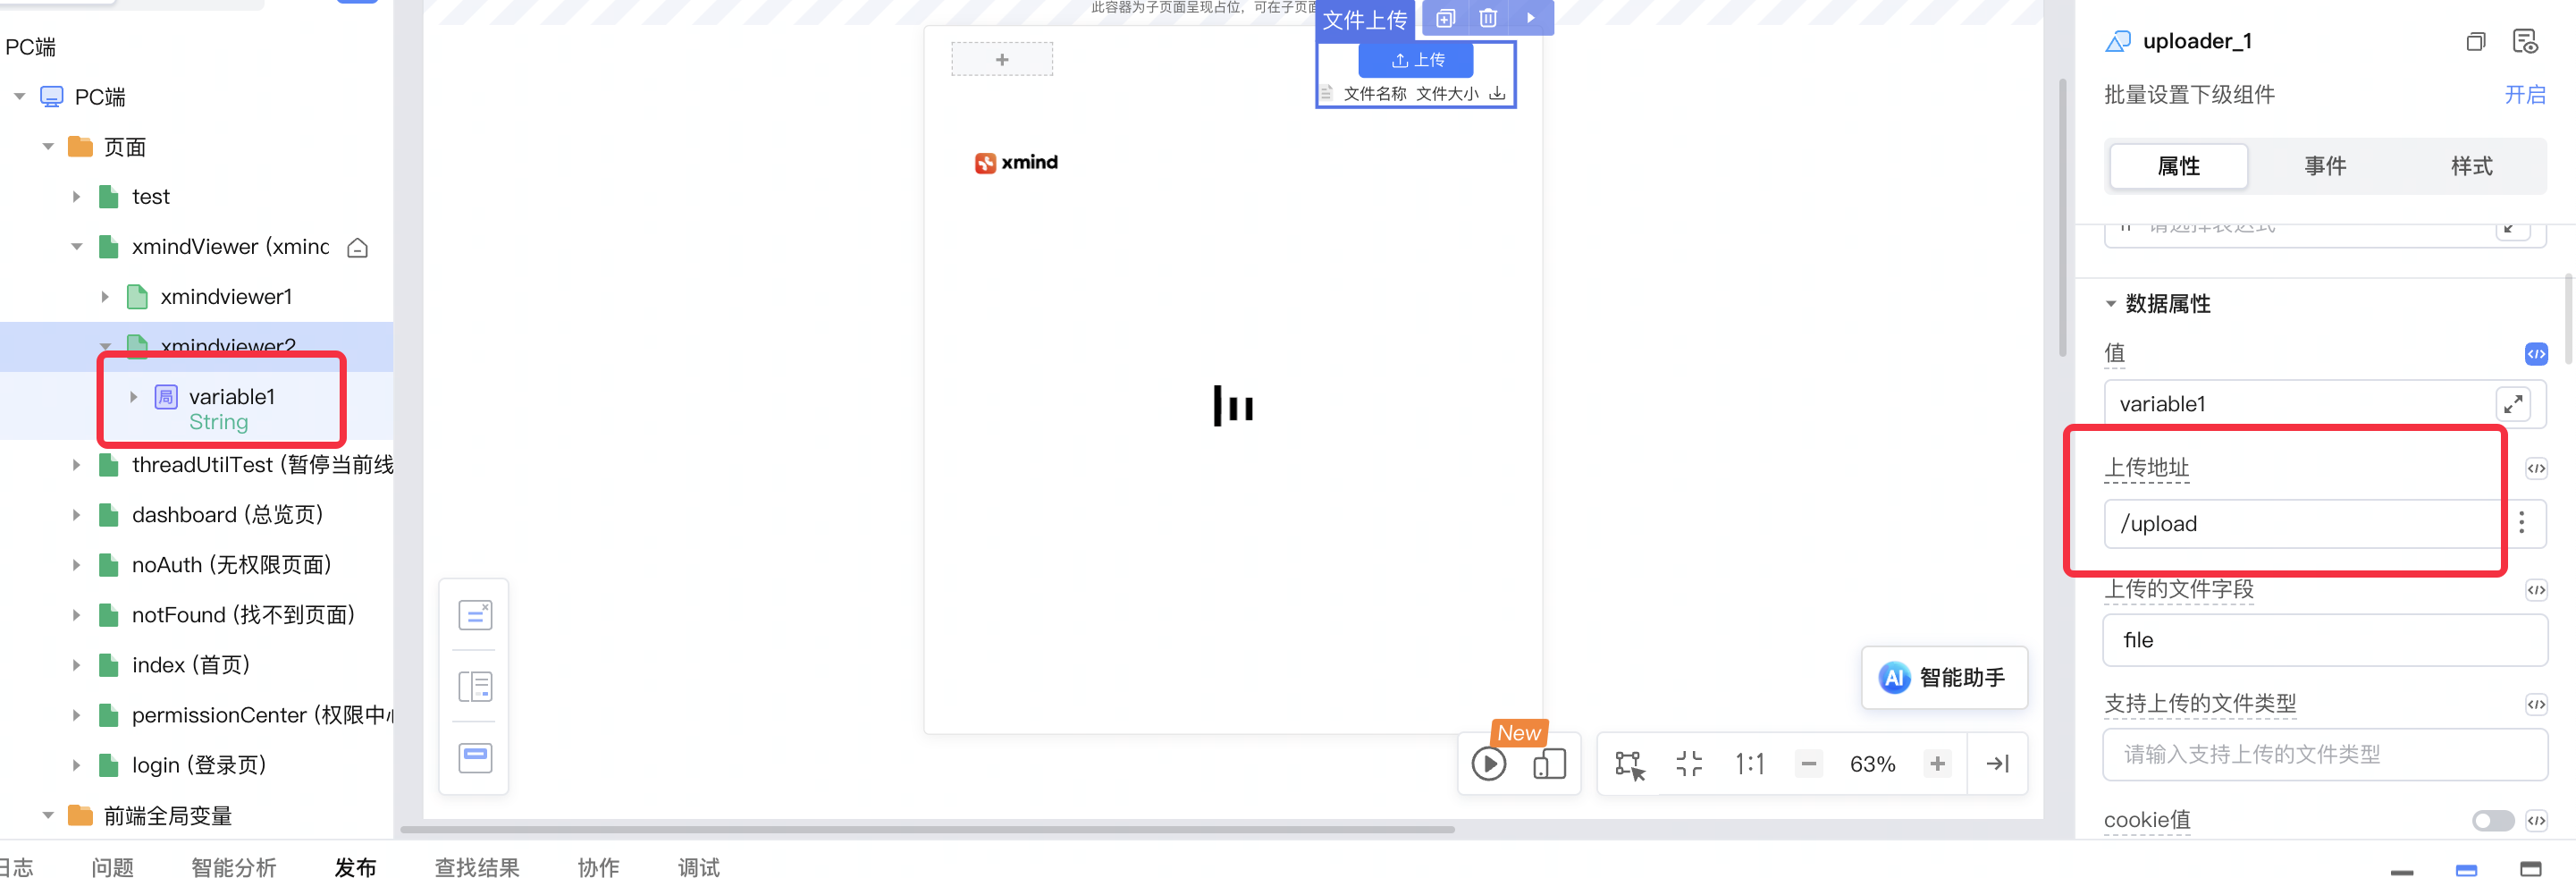 PC端
PC端
页面
test
xmindViewer (xmind
xmindviewer1
xmindviewer2
局 variable1
String
threadUtilTest (暂停当前线
dashboard (总览页)
noAuth (无权限页面)
notFound (找不到页面)
index (首页)
permissionCenter (权限中心
login (登录页)
前端全局变量
此容器为子页面呈现占位，可在子页面
文件上传
上传
文件名称 文件大小
+
xmind
AI 智能助手
New
1:1
63%
uploader_1
批量设置下级组件
开启
属性
事件
样式
请选择表达式
数据属性
值
variable1
上传地址
/upload
上传的文件字段
file
支持上传的文件类型
请输入支持上传的文件类型
cookie值
日志
问题
智能分析
发布
查找结果
协作
调试